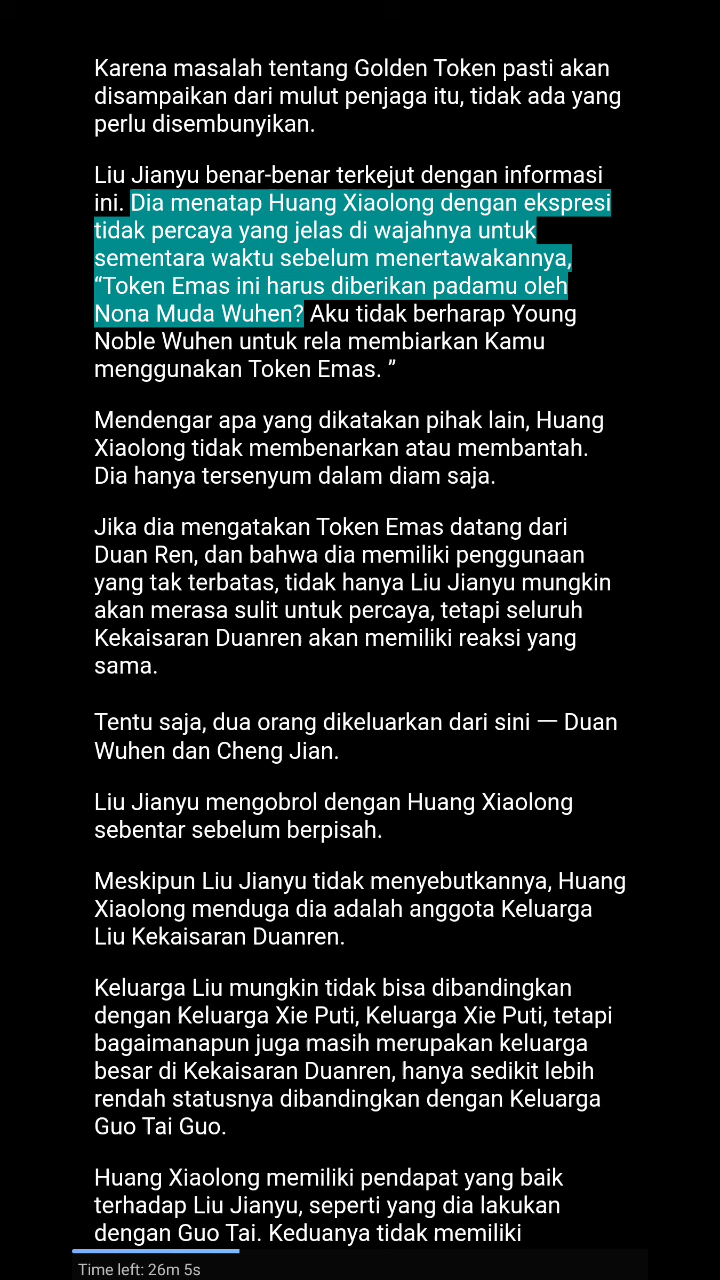 Karena masalah tentang Golden Token pasti akan
disampaikan dari mulut penjaga itu, tidak ada yang
perlu disembunyikan.
Liu Jianyu benar-benar terkejut dengan informasi
ini. Dia menatap Huang Xiaolong dengan ekspresi
tidak percaya yang jelas di wajahnya untuk
sementara waktu sebelum menertawakannya,
“Token Emas ini harus diberikan padamu oleh
Nona Muda Wuhen? Aku tidak berharap Young
Noble Wuhen untuk rela membiarkan Kamu
menggunakan Token Emas. ”
Mendengar apa yang dikatakan pihak lain, Huang
Xiaolong tidak membenarkan atau membantah.
Dia hanya tersenyum dalam diam saja.
Jika dia mengatakan Token Emas datang dari
Duan Ren, dan bahwa dia memiliki penggunaan
yang tak terbatas, tidak hanya Liu Jianyu mungkin
akan merasa sulit untuk percaya, tetapi seluruh
Kekaisaran Duanren akan memiliki reaksi yang
sama.
Tentu saja, dua orang dikeluarkan dari sini — Duan
Wuhen dan Cheng Jian.
Liu Jianyu mengobrol dengan Huang Xiaolong
sebentar sebelum berpisah.
Meskipun Liu Jianyu tidak menyebutkannya, Huang
Xiaolong menduga dia adalah anggota Keluarga
Liu Kekaisaran Duanren.
Keluarga Liu mungkin tidak bisa dibandingkan
dengan Keluarga Xie Puti, Keluarga Xie Puti, tetapi
bagaimanapun juga masih merupakan keluarga
besar di Kekaisaran Duanren, hanya sedikit lebih
rendah statusnya dibandingkan dengan Keluarga
Guo Tai Guo.
Huang Xiaolong memiliki pendapat yang baik
terhadap Liu Jianyu, seperti yang dia lakukan
dengan Guo Tai. Keduanya tidak memiliki
Time left: 26m 5s